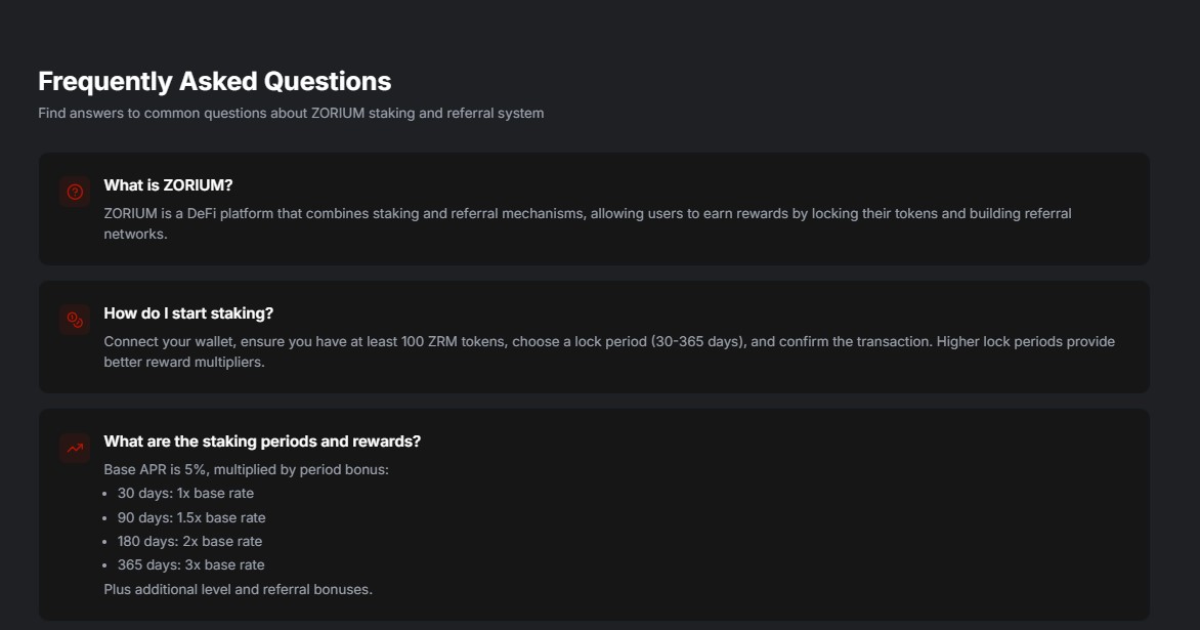 Frequently Asked Questions
Find answers to common questions about ZORIUM staking and referral system
What is ZORIUM?
ZORIUM is a DeFi platform that combines staking and referral mechanisms, allowing users to earn rewards by locking their tokens and building referral
networks.
How do I start staking?
Connect your wallet, ensure you have at least 100 ZRM tokens, choose a lock period (30-365 days), and confirm the transaction. Higher lock periods provide
better reward multipliers.
What are the staking periods and rewards?
Base APR is 5%, multiplied by period bonus:
• 30 days: 1x base rate
• 90 days: 1.5x base rate
• 180 days: 2x base rate
• 365 days: 3x base rate
Plus additional level and referral bonuses.